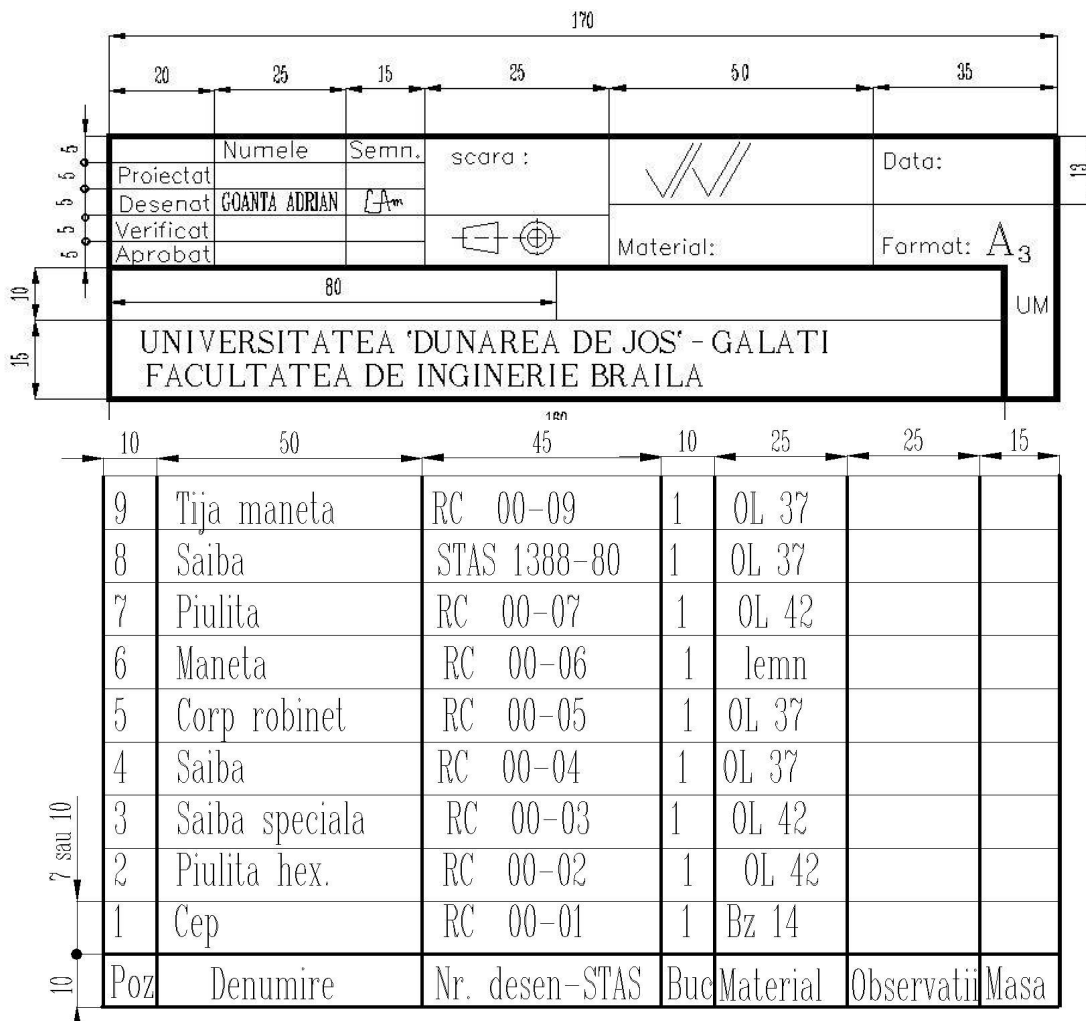 170
20 25 15 25 50 35
5 5 5 5 5
10
15
13
Numele Semn. scara : Data:
Proiectat
Desenat GOANTA ADRIAN
Verificat
Aprobat Material: Format: A3
80
UM
UNIVERSITATEA 'DUNAREA DE JOS' - GALATI
FACULTATEA DE INGINERIE BRAILA
10 50 45 10 25 25 15
9 Tija maneta RC 00-09 1 OL 37
8 Saiba STAS 1388-80 1 OL 37
7 Piulita RC 00-07 1 OL 42
6 Maneta RC 00-06 1 lemn
5 Corp robinet RC 00-05 1 OL 37
4 Saiba RC 00-04 1 OL 37
3 Saiba speciala RC 00-03 1 OL 42
2 Piulita hex. RC 00-02 1 OL 42
1 Cep RC 00-01 1 Bz 14
Poz Denumire Nr. desen-STAS Buc Material Observatii Masa
7 sau 10
10